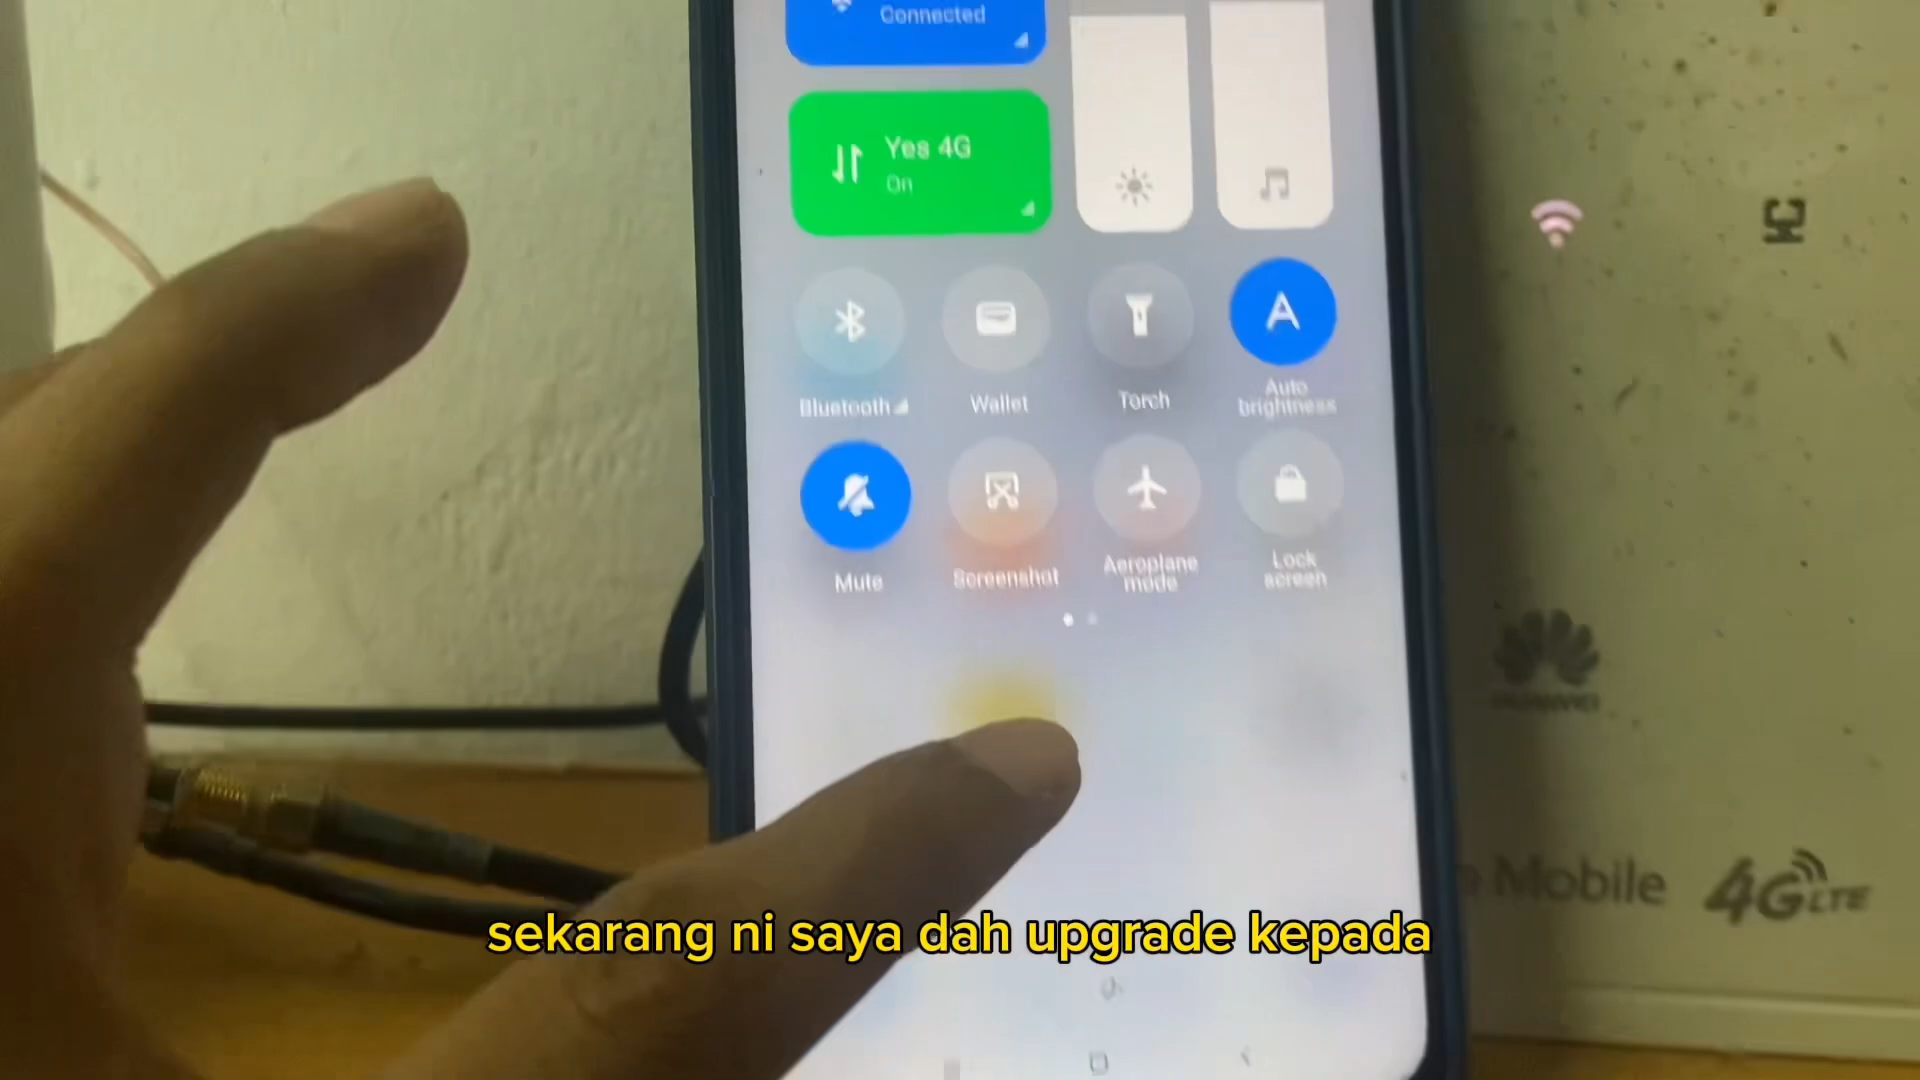 Connected
Yes 4G
On
Bluetooth
Wallet
Torch
A
Auto
brightness
Mute
Screenshot
Aeroplane
mode
Lock
screen
HUAWEI
Mobile 4G LTE
sekarang ni saya dah upgrade kepada